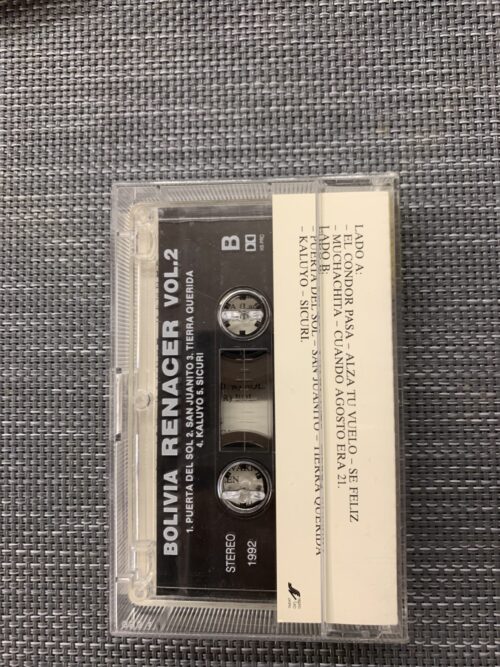 LADO A:
– EL CONDOR PASA – ALZA TU VUELO – SE FELIZ
– MUCHACHITA – CUANDO AGOSTO ERA 21.
LADO B:
– PUERTA DEL SOL – SAN JUANITO – TIERRA QUERIDA
– KALUYO – SICURI.
B
STEREO
1992
BOLIVIA RENACER VOL.2
1. PUERTA DEL SOL 2. SAN JUANITO 3. TIERRA QUERIDA
4. KALUYO 5. SICURI